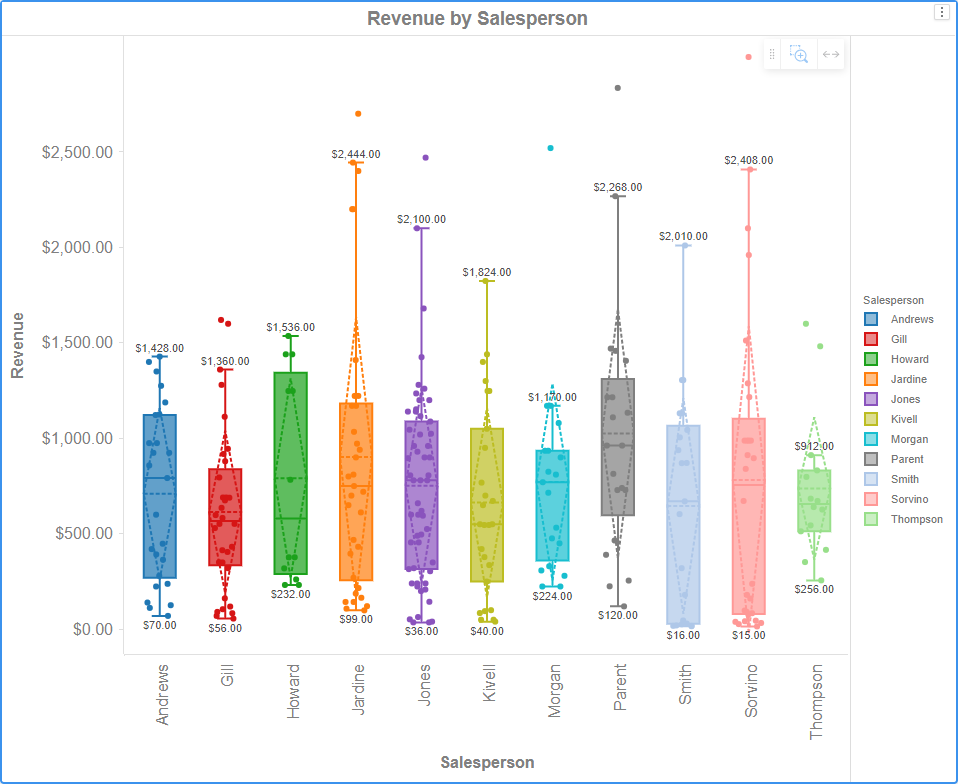 Revenue by Salesperson
Revenue
$2,500.00
$2,000.00
$1,500.00
$1,000.00
$500.00
$0.00
$1,428.00
$70.00
$1,360.00
$56.00
$1,536.00
$232.00
$2,444.00
$99.00
$2,100.00
$36.00
$1,824.00
$40.00
$1,170.00
$224.00
$2,268.00
$120.00
$2,010.00
$16.00
$2,408.00
$15.00
$912.00
$256.00
Andrews
Gill
Howard
Jardine
Jones
Kivell
Morgan
Parent
Smith
Sorvino
Thompson
Salesperson
Salesperson
Andrews
Gill
Howard
Jardine
Jones
Kivell
Morgan
Parent
Smith
Sorvino
Thompson